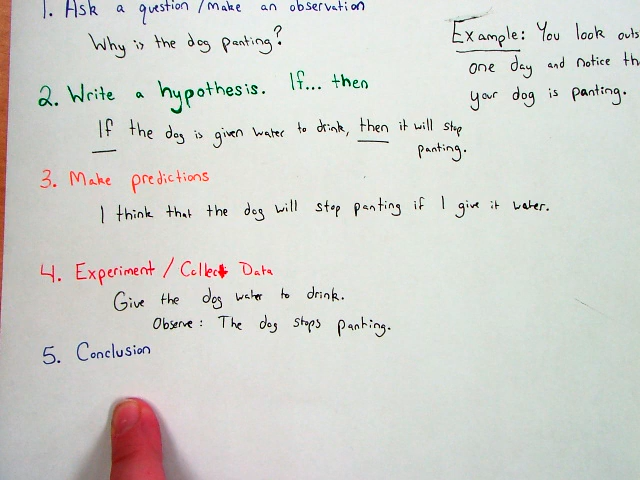 1. Ask a question / make an observation
Why is the dog panting?
Example: You look outs
one day and notice th
your dog is panting.
2. Write a hypothesis. If... then
If the dog is given water to drink, then it will stop
panting.
3. Make predictions
I think that the dog will stop panting if I give it water.
4. Experiment / Collect Data
Give the dog water to drink.
Observe: The dog stops panting.
5. Conclusion